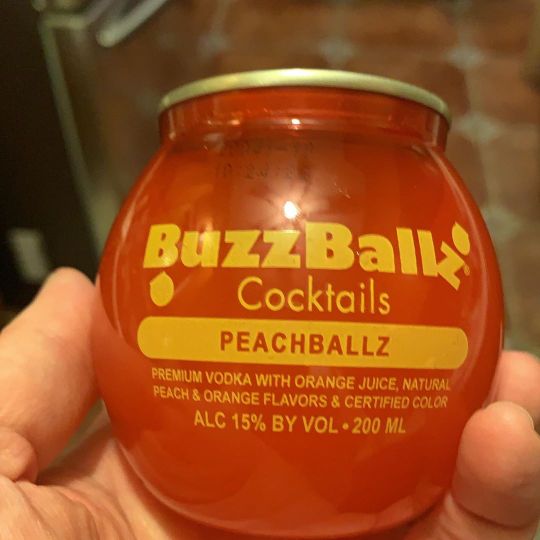 BuzzBallz
Cocktails
PEACHBALLZ
PREMIUM VODKA WITH ORANGE JUICE, NATURAL
PEACH & ORANGE FLAVORS & CERTIFIED COLOR
ALC 15% BY VOL • 200 ML